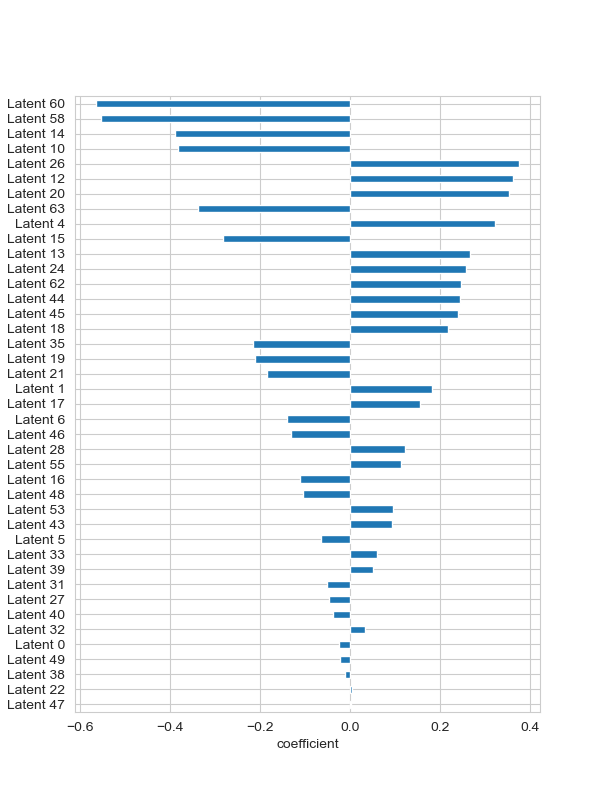 Latent 60
Latent 58
Latent 14
Latent 10
Latent 26
Latent 12
Latent 20
Latent 63
Latent 4
Latent 15
Latent 13
Latent 24
Latent 62
Latent 44
Latent 45
Latent 18
Latent 35
Latent 19
Latent 21
Latent 1
Latent 17
Latent 6
Latent 46
Latent 28
Latent 55
Latent 16
Latent 48
Latent 53
Latent 43
Latent 5
Latent 33
Latent 39
Latent 31
Latent 27
Latent 40
Latent 32
Latent 0
Latent 49
Latent 38
Latent 22
Latent 47
−0.6 −0.4 −0.2 0.0 0.2 0.4
coefficient